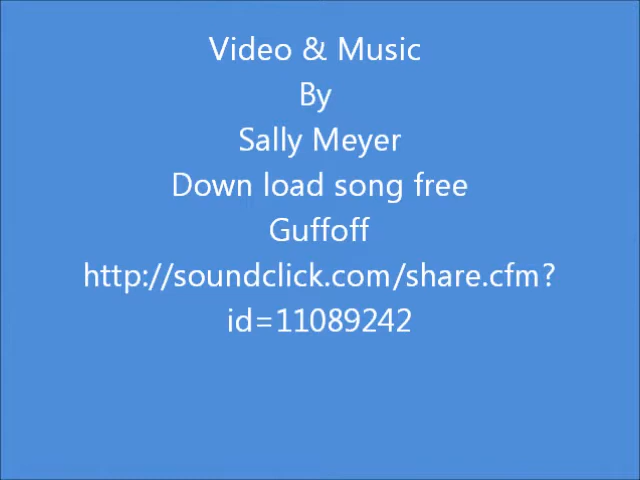 Video & Music
By
Sally Meyer
Down load song free
Guffoff
http://soundclick.com/share.cfm?
id=11089242